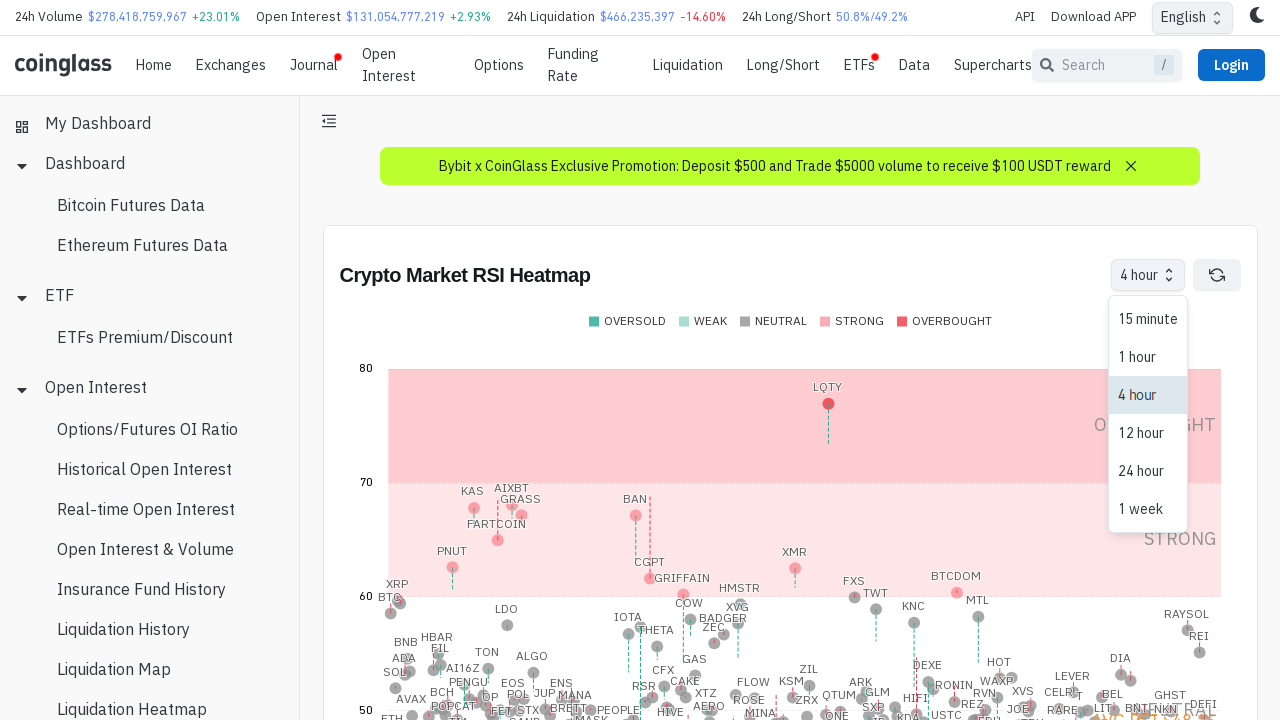 24h Volume $278,418,759,967 +23.01% Open Interest $131,054,777,219 +2.93% 24h Liquidation $466,235,397 -14.60% 24h Long/Short 50.8%/49.2% API Download APP English
coinglass Home Exchanges Journal Open Interest Options Funding Rate Liquidation Long/Short ETFs Data Supercharts Search / Login
My Dashboard
Dashboard
Bitcoin Futures Data
Ethereum Futures Data
ETF
ETFs Premium/Discount
Open Interest
Options/Futures OI Ratio
Historical Open Interest
Real-time Open Interest
Open Interest & Volume
Insurance Fund History
Liquidation History
Liquidation Map
Liquidation Heatmap
Bybit x CoinGlass Exclusive Promotion: Deposit $500 and Trade $5000 volume to receive $100 USDT reward
Crypto Market RSI Heatmap
4 hour
15 minute
1 hour
4 hour
12 hour
24 hour
1 week
OVERSOLD WEAK NEUTRAL STRONG OVERBOUGHT
80
LQTY
70
KAS AIXBT
GRASS BAN
FARTCOIN
STRONG
PNUT XMR
CGPT
GRIFFAIN BTCDOM
XRP HMSTR FXS
60
BTC TWT
COW XVG KNC MTL
LDO IOTA BADGER RAYSOL
THETA ZEC
BNB HBAR REI
FIL
ADA TON ALGO GAS DIA
SOL AI16Z CFX ZIL DEXE HOT
PENGU EOS ENS RSR CAKE FLOW KSM ARK RONIN WAXP LEVER
BCH POL JUP MANA XTZ ROSE ZRX QTUM GLM HIFI RVN XVS CELR BEL GHST
AVAX POPCAT OP BRETT PEOPLE HIVE AERO MINA SXP REZ JOE RARE LIT DEFI
50
ETH ONE USTC